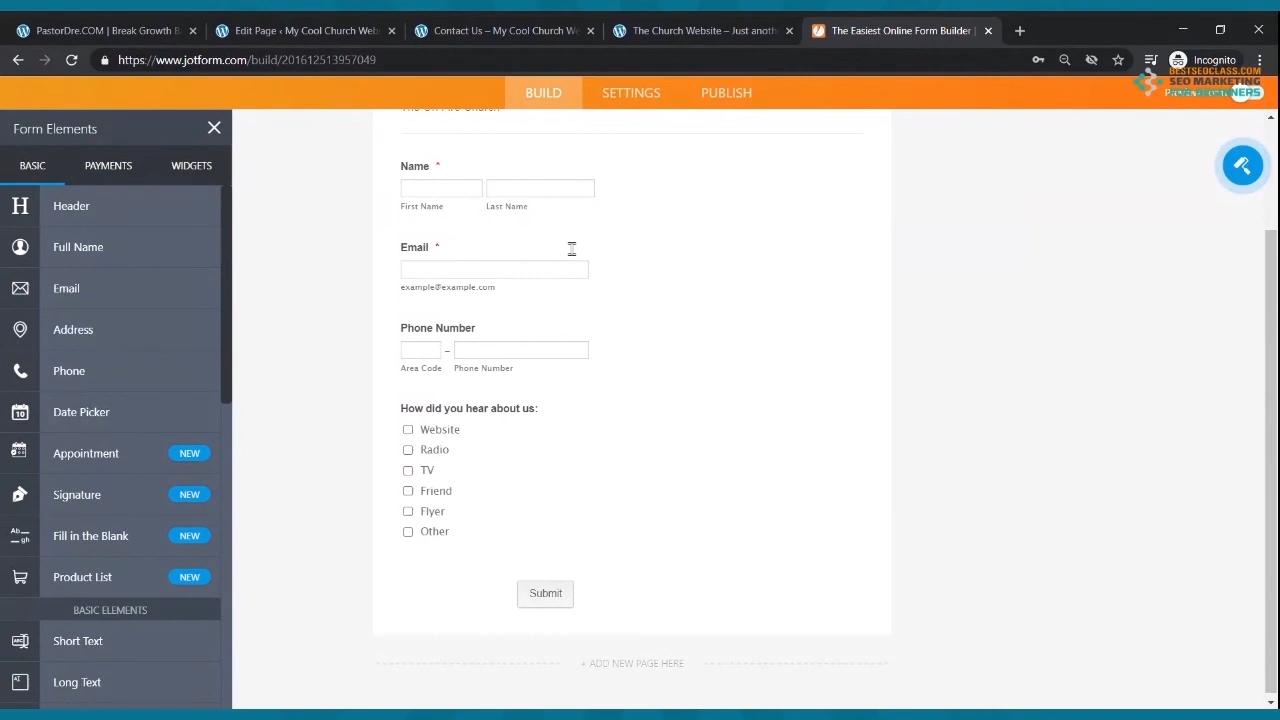 PastorDre.COM | Break Growth B
Edit Page ‹ My Cool Church Web
Contact Us – My Cool Church We
The Church Website – Just anoth
The Easiest Online Form Builder |
https://www.jotform.com/build/201612513957049
Incognito
BESTSEOCLASS.COM
SEO MARKETING
FOR BEGINNERS
BUILD
SETTINGS
PUBLISH
Form Elements
BASIC
PAYMENTS
WIDGETS
Header
Full Name
Email
Address
Phone
10
Date Picker
Appointment
NEW
Signature
NEW
Fill in the Blank
NEW
Product List
NEW
BASIC ELEMENTS
Short Text
Long Text
Name *
First Name
Last Name
Email *
example@example.com
Phone Number
Area Code
Phone Number
How did you hear about us:
Website
Radio
TV
Friend
Flyer
Other
Submit
+ ADD NEW PAGE HERE